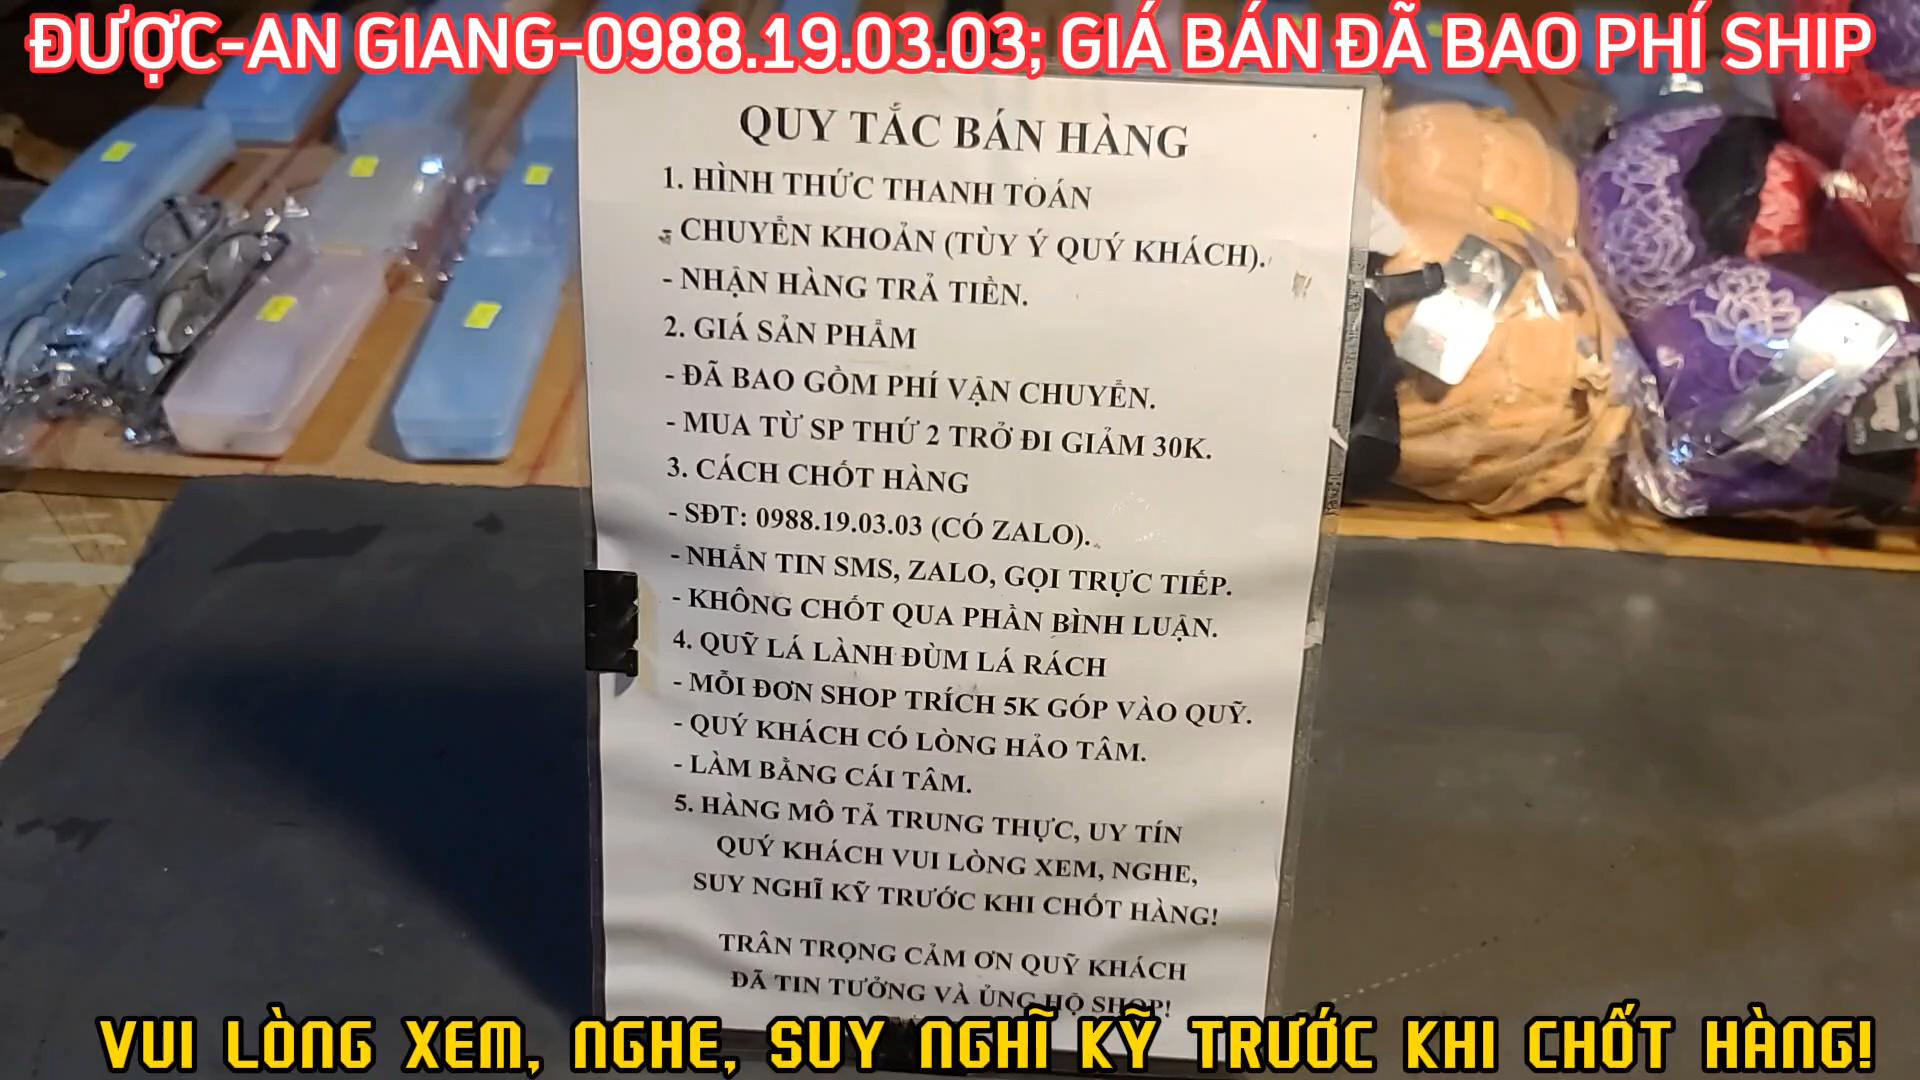 ĐƯỢC-AN GIANG-0988.19.03.03; GIÁ BÁN ĐÃ BAO PHÍ SHIP
QUY TẮC BÁN HÀNG
1. HÌNH THỨC THANH TOÁN
- CHUYỂN KHOẢN (TÙY Ý QUÝ KHÁCH).
- NHẬN HÀNG TRẢ TIỀN.
2. GIÁ SẢN PHẨM
- ĐÃ BAO GỒM PHÍ VẬN CHUYỂN.
- MUA TỪ SP THỨ 2 TRỞ ĐI GIẢM 30K.
3. CÁCH CHỐT HÀNG
- SĐT: 0988.19.03.03 (CÓ ZALO).
- NHẮN TIN SMS, ZALO, GỌI TRỰC TIẾP.
- KHÔNG CHỐT QUA PHẦN BÌNH LUẬN.
4. QUỸ LÁ LÀNH ĐÙM LÁ RÁCH
- MỖI ĐƠN SHOP TRÍCH 5K GÓP VÀO QUỸ.
- QUÝ KHÁCH CÓ LÒNG HẢO TÂM.
- LÀM BẰNG CÁI TÂM.
5. HÀNG MÔ TẢ TRUNG THỰC, UY TÍN
QUÝ KHÁCH VUI LÒNG XEM, NGHE,
SUY NGHĨ KỸ TRƯỚC KHI CHỐT HÀNG!
TRÂN TRỌNG CẢM ƠN QUỸ KHÁCH
ĐÃ TIN TƯỞNG VÀ ỦNG HỘ SHOP!
VUI LÒNG XEM, NGHE, SUY NGHĨ KỸ TRƯỚC KHI CHỐT HÀNG!